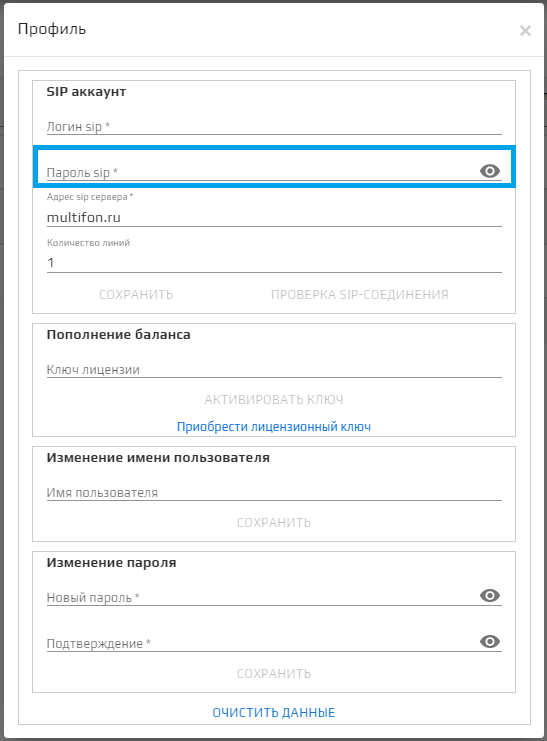 Профиль
×
SIP аккаунт
Логин sip *
Пароль sip *
Адрес sip сервера *
multifon.ru
Количество линий
1
СОХРАНИТЬ ПРОВЕРКА SIP-СОЕДИНЕНИЯ
Пополнение баланса
Ключ лицензии
АКТИВИРОВАТЬ КЛЮЧ
Приобрести лицензионный ключ
Изменение имени пользователя
Имя пользователя
СОХРАНИТЬ
Изменение пароля
Новый пароль *
Подтверждение *
СОХРАНИТЬ
ОЧИСТИТЬ ДАННЫЕ